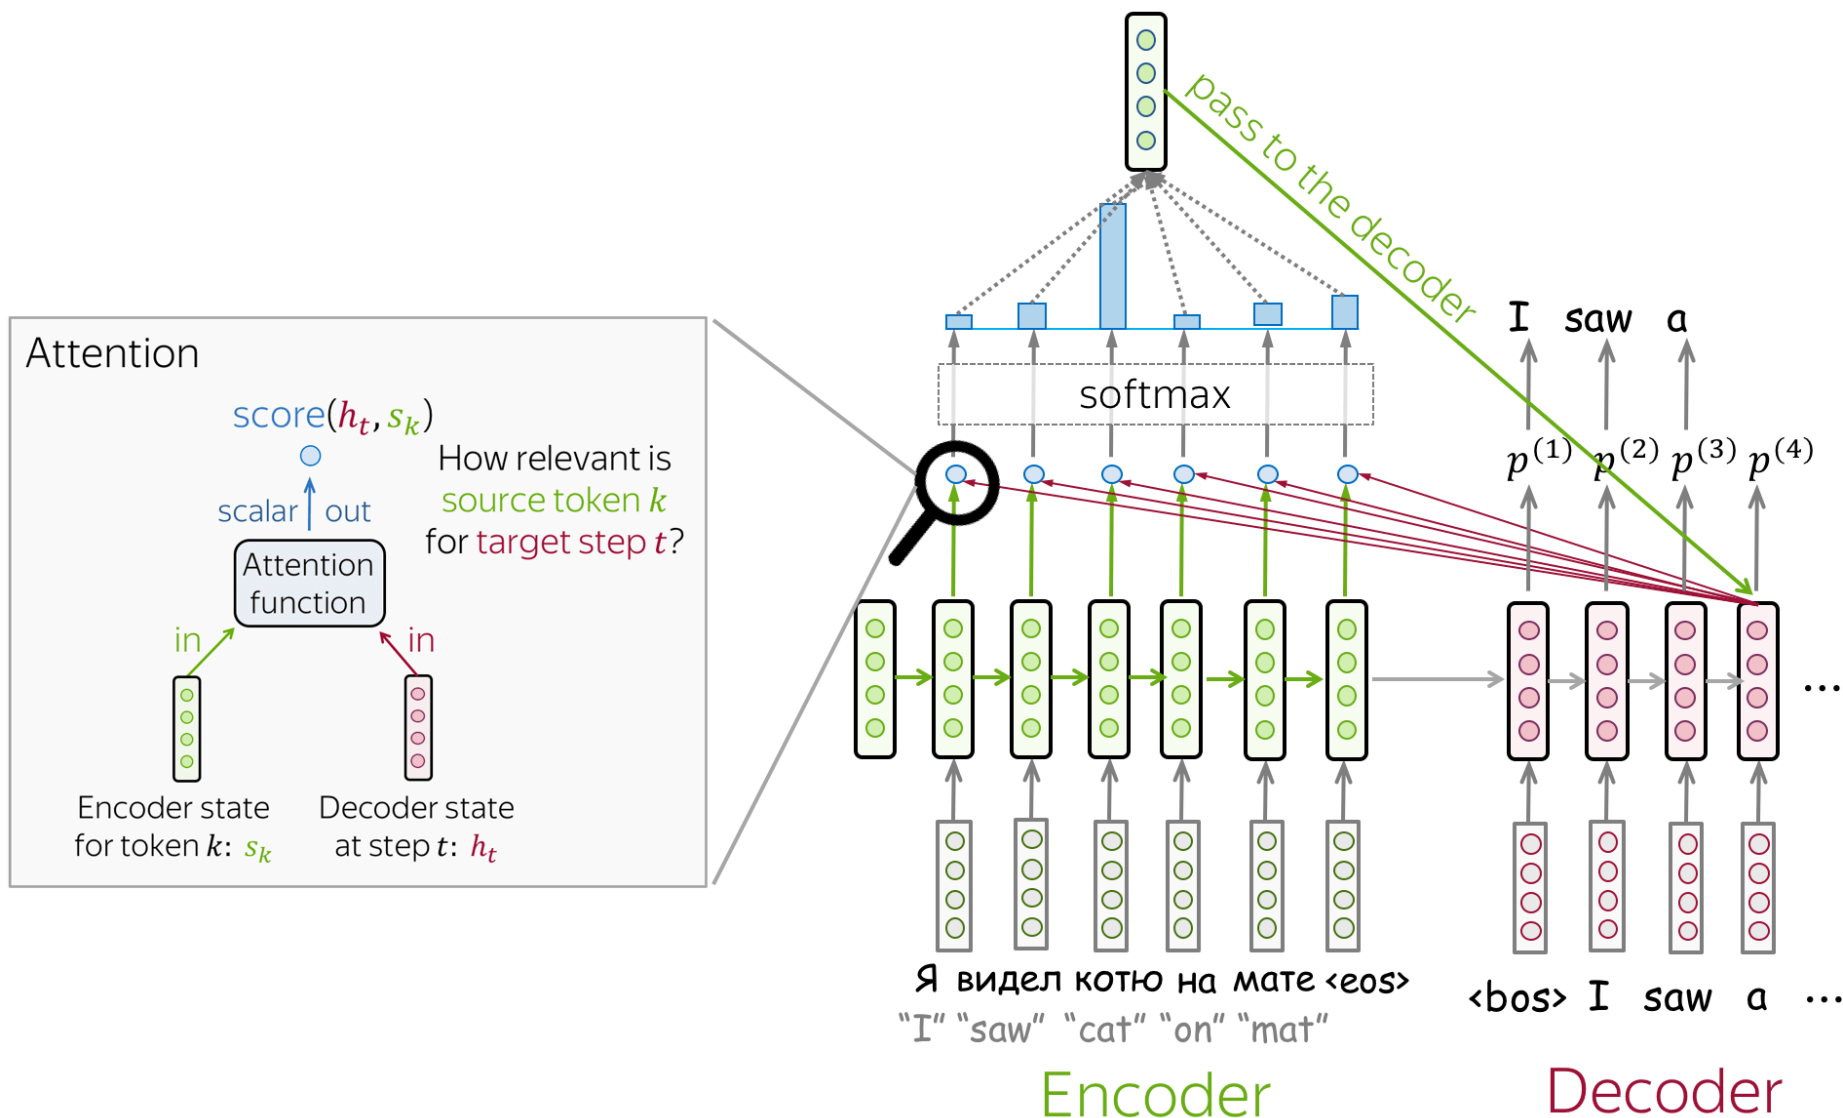 Attention
score(h_t, s_k)
scalar out
How relevant is
source token k
for target step t?
Attention
function
in
in
Encoder state
for token k: s_k
Decoder state
at step t: h_t
pass to the decoder
softmax
I saw a
p^(1) p^(2) p^(3) p^(4)
...
Я видел котю на мате <eos>
"I" "saw" "cat" "on" "mat"
<bos> I saw a ...
Encoder
Decoder